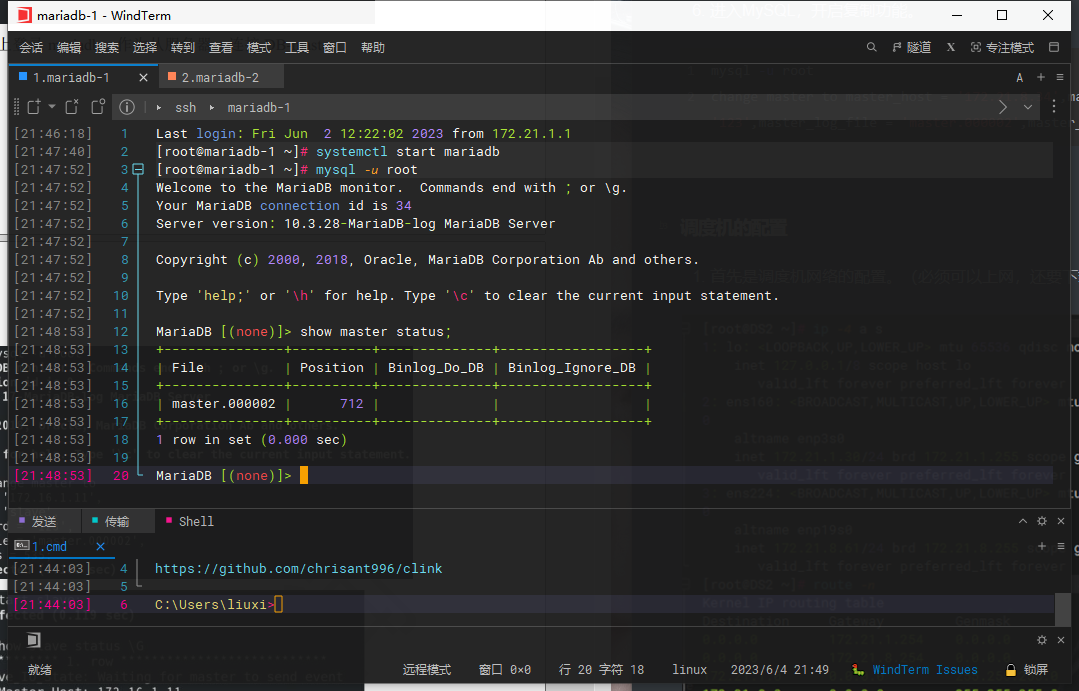 mariadb-1 - WindTerm
会话 编辑 搜索 选择 转到 查看 模式 工具 窗口 帮助 隧道 X 专注模式
1.mariadb-1 2.mariadb-2 A
ssh mariadb-1
[21:46:18] 1 Last login: Fri Jun  2 12:22:02 2023 from 172.21.1.1
[21:47:40] 2 [root@mariadb-1 ~]# systemctl start mariadb
[21:47:52] 3 [root@mariadb-1 ~]# mysql -u root
[21:47:52] 4 Welcome to the MariaDB monitor.  Commands end with ; or \g.
[21:47:52] 5 Your MariaDB connection id is 34
[21:47:52] 6 Server version: 10.3.28-MariaDB-log MariaDB Server
[21:47:52] 7
[21:47:52] 8 Copyright (c) 2000, 2018, Oracle, MariaDB Corporation Ab and others.
[21:47:52] 9
[21:47:52] 10 Type 'help;' or '\h' for help. Type '\c' to clear the current input statement.
[21:47:52] 11
[21:48:53] 12 MariaDB [(none)]> show master status;
[21:48:53] 13 +---------------+----------+--------------+------------------+
[21:48:53] 14 | File          | Position | Binlog_Do_DB | Binlog_Ignore_DB |
[21:48:53] 15 +---------------+----------+--------------+------------------+
[21:48:53] 16 | master.000002 |      712 |              |                  |
[21:48:53] 17 +---------------+----------+--------------+------------------+
[21:48:53] 18 1 row in set (0.000 sec)
[21:48:53] 19
[21:48:53] 20 MariaDB [(none)]>
发送 传输 Shell
1.cmd
[21:44:03] 4 https://github.com/chrisant996/clink
[21:44:03] 5
[21:44:03] 6 C:\Users\liuxi>
就绪 远程模式 窗口 0×0 行 20 字符 18 linux 2023/6/4 21:49 WindTerm Issues 锁屏